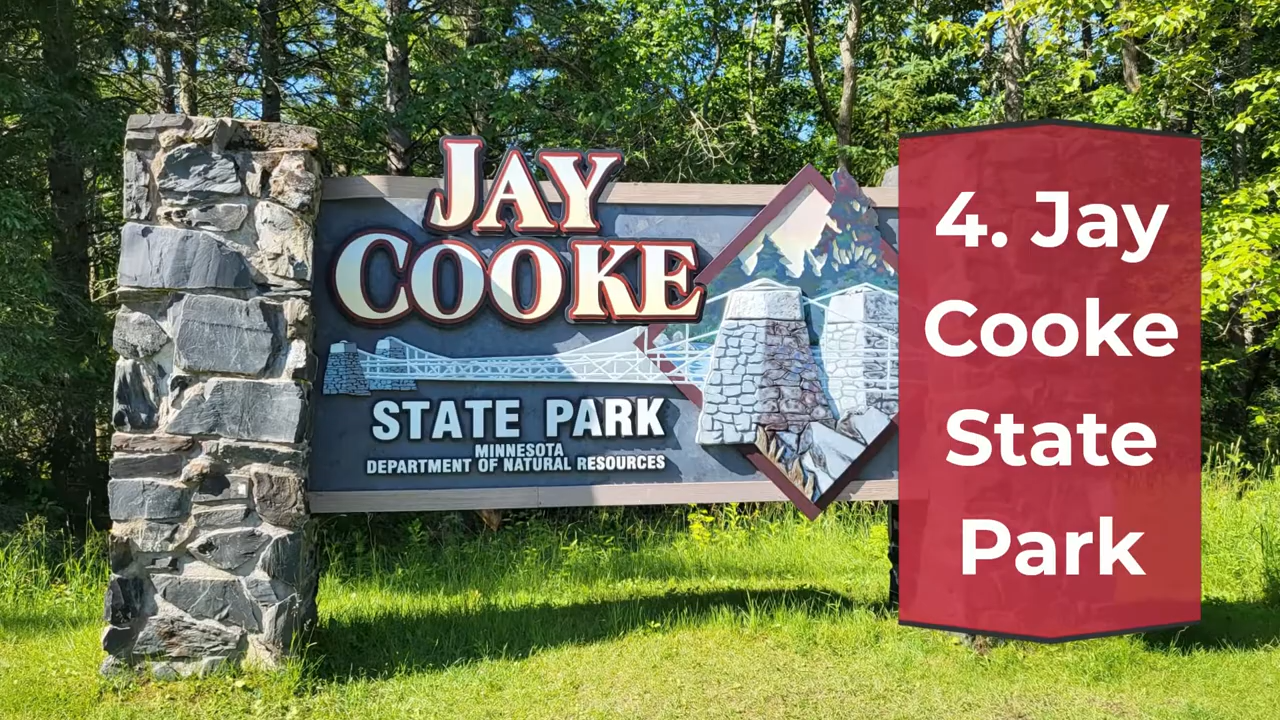 JAY
COOKE
STATE PARK
MINNESOTA
DEPARTMENT OF NATURAL RESOURCES
4. Jay
Cooke
State
Park